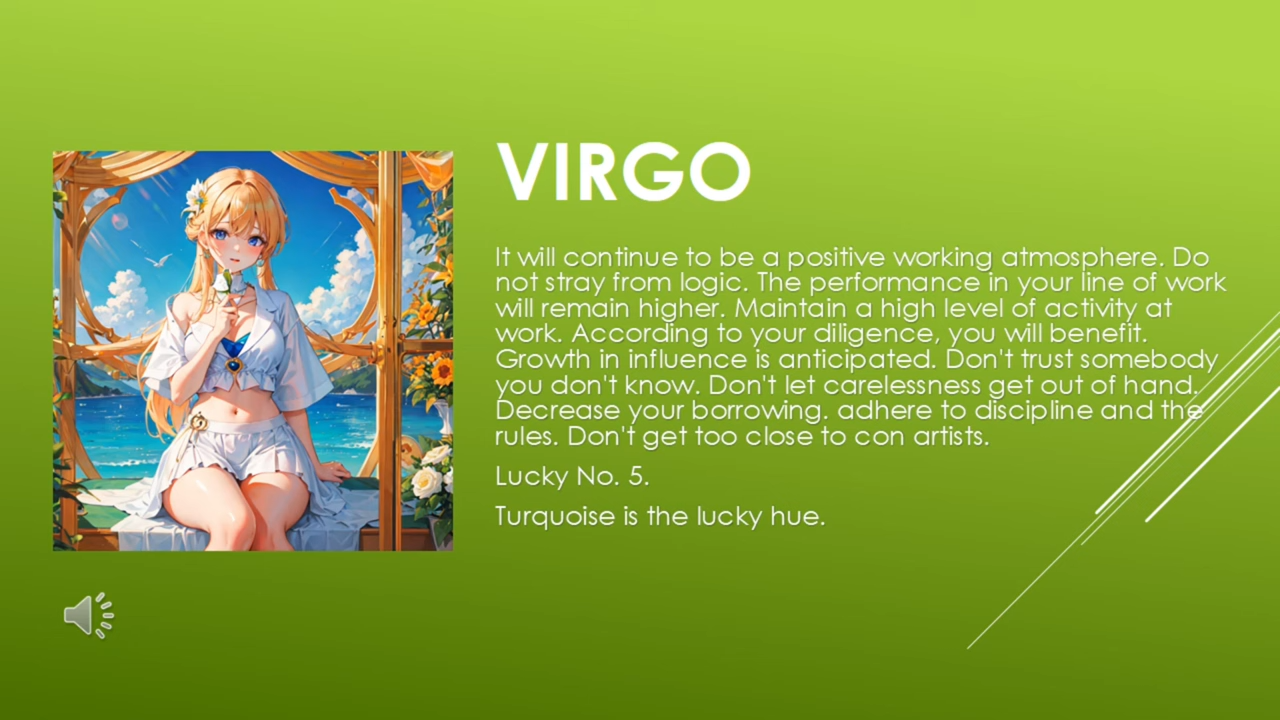 VIRGO
It will continue to be a positive working atmosphere. Do
not stray from logic. The performance in your line of work
will remain higher. Maintain a high level of activity at
work. According to your diligence, you will benefit.
Growth in influence is anticipated. Don't trust somebody
you don't know. Don't let carelessness get out of hand.
Decrease your borrowing. adhere to discipline and the
rules. Don't get too close to con artists.
Lucky No. 5.
Turquoise is the lucky hue.